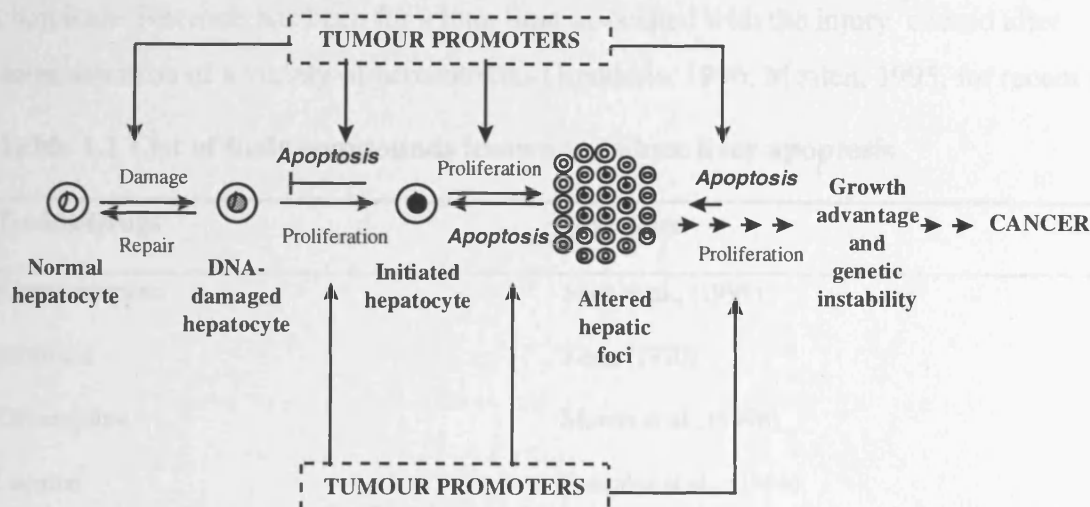 TUMOUR PROMOTERS
Apoptosis
Damage
Proliferation
Apoptosis
Growth
advantage
and
genetic
instability
CANCER
Repair
Proliferation
Apoptosis
Proliferation
Normal
hepatocyte
DNA-
damaged
hepatocyte
Initiated
hepatocyte
Altered
hepatic
foci
TUMOUR PROMOTERS